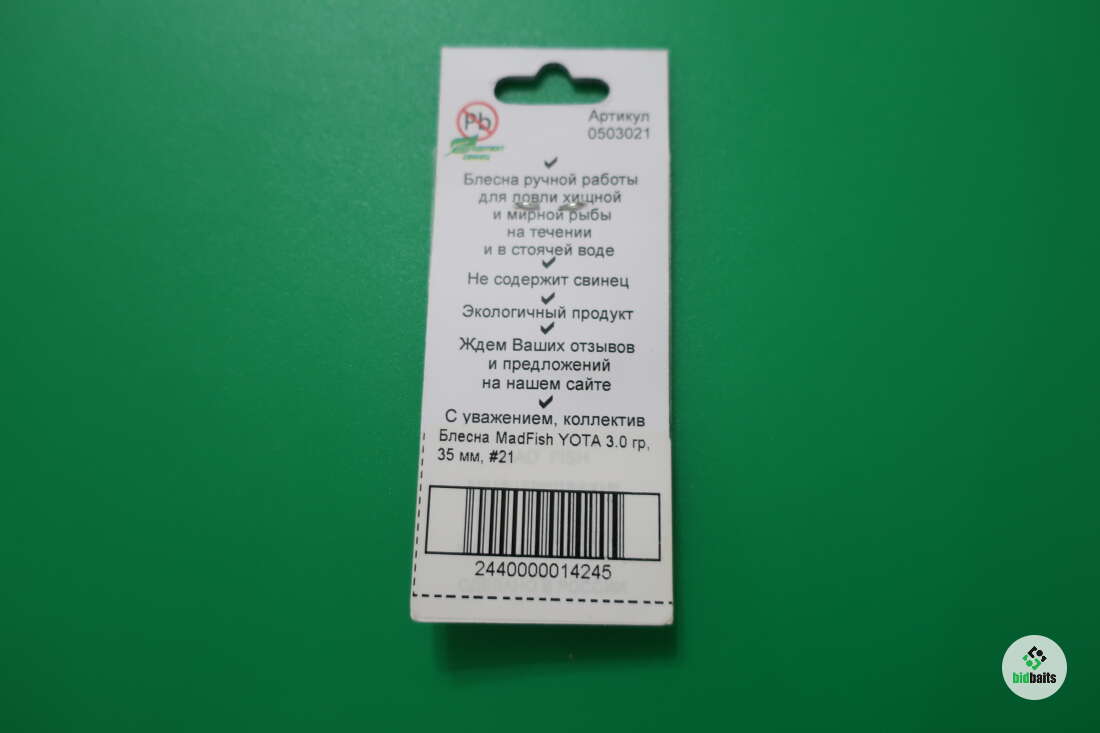 Pb
Артикул
0503021
свинец
Блесна ручной работы
для ловли хищной
и мирной рыбы
на течении
и в стоячей воде
Не содержит свинец
Экологичный продукт
Ждем Ваших отзывов
и предложений
на нашем сайте
С уважением, коллектив
Блесна MadFish YOTA 3.0 гр,
35 мм, #21
2440000014245
bidbaits